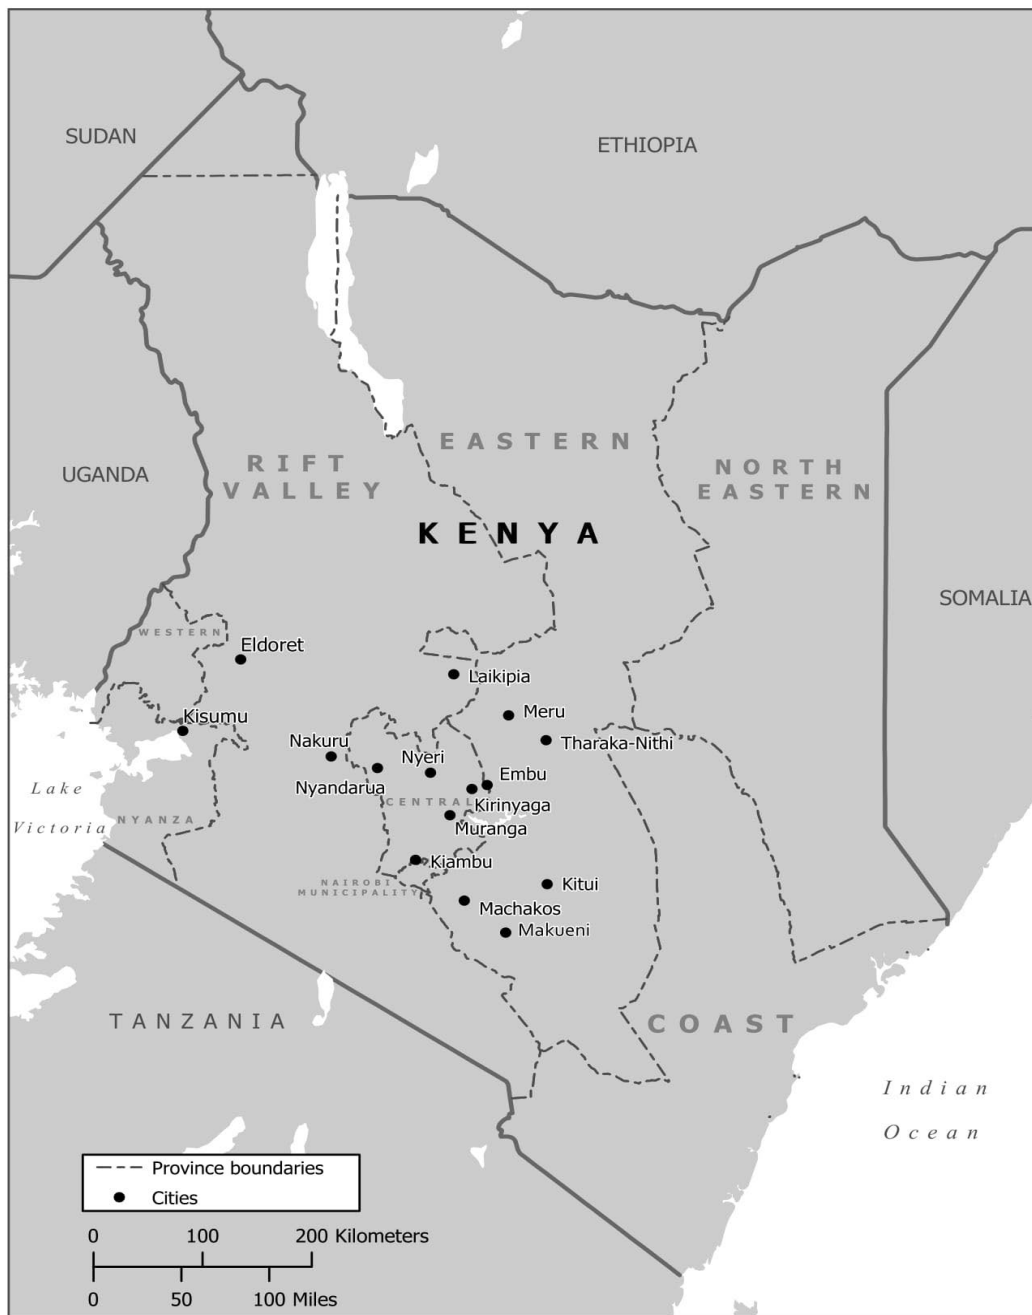 SUDAN
ETHIOPIA
EASTERN
RIFT
VALLEY
NORTH
EASTERN
UGANDA
KENYA
SOMALIA
WESTERN
Eldoret
Laikipia
Kisumu
Meru
Tharaka-Nithi
Nakuru
Nyeri
Nyandarua
Embu
CENTRAL
Kirinyaga
Lake
Victoria
NYANZA
Muranga
Kiambu
NAIROBI
MUNICIPALITY
Kitui
Machakos
Makueni
TANZANIA
COAST
Indian
Ocean
Province boundaries
Cities
0 100 200 Kilometers
0 50 100 Miles